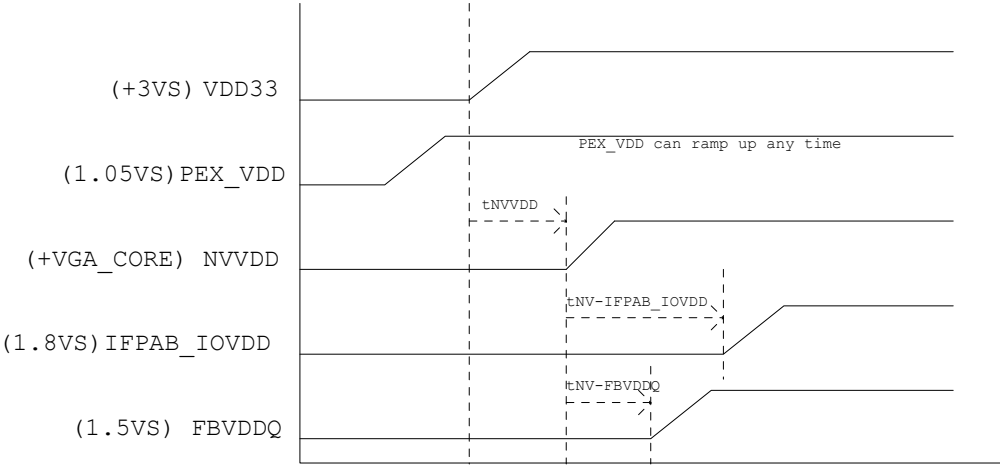 (+3VS) VDD33
PEX_VDD can ramp up any time
(1.05VS) PEX_VDD
tNVVDD
(+VGA_CORE) NVVDD
tNV-IFPAB_IOVDD
(1.8VS) IFPAB_IOVDD
tNV-FBVDDQ
(1.5VS) FBVDDQ